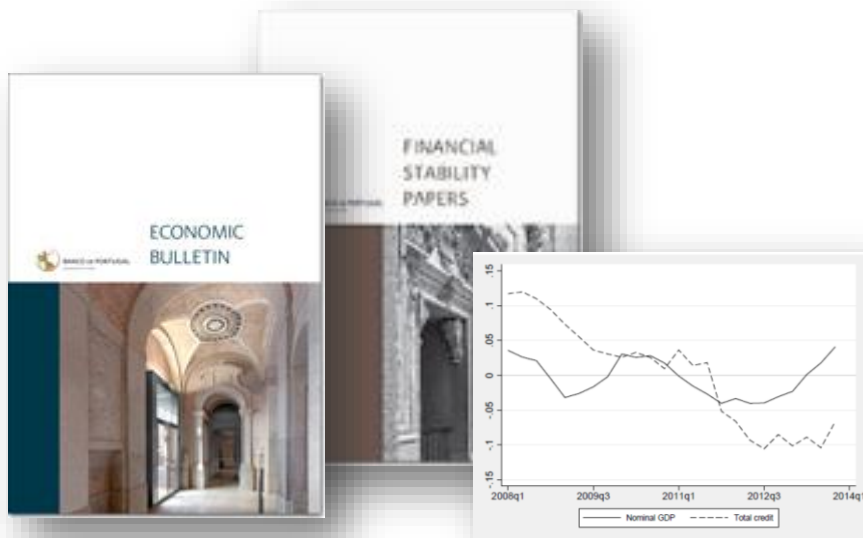 FINANCIAL
STABILITY
PAPERS
ECONOMIC
BULLETIN
BANCO DE PORTUGAL
.15
.1
.05
0
-.05
-.1
-.15
2008q1 2009q3 2011q1 2012q3 2014q1
Nominal GDP Total credit